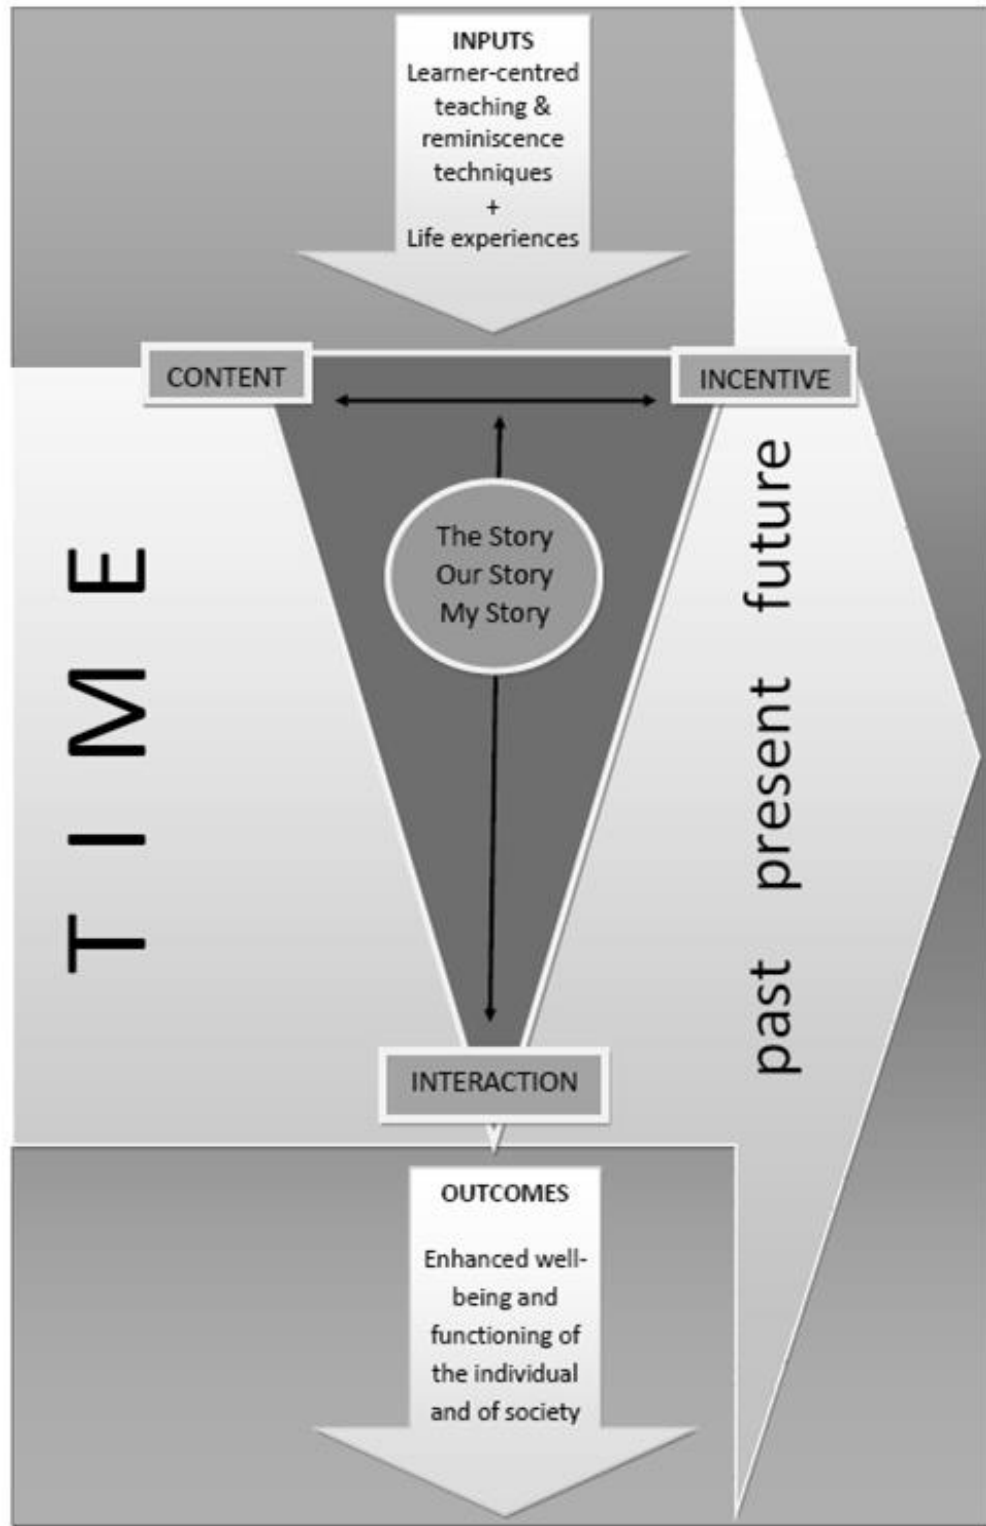 INPUTS
Learner-centred
teaching &
reminiscence
techniques
+
Life experiences
CONTENT
INCENTIVE
The Story
Our Story
My Story
TIME
past present future
INTERACTION
OUTCOMES
Enhanced well-
being and
functioning of
the individual
and of society